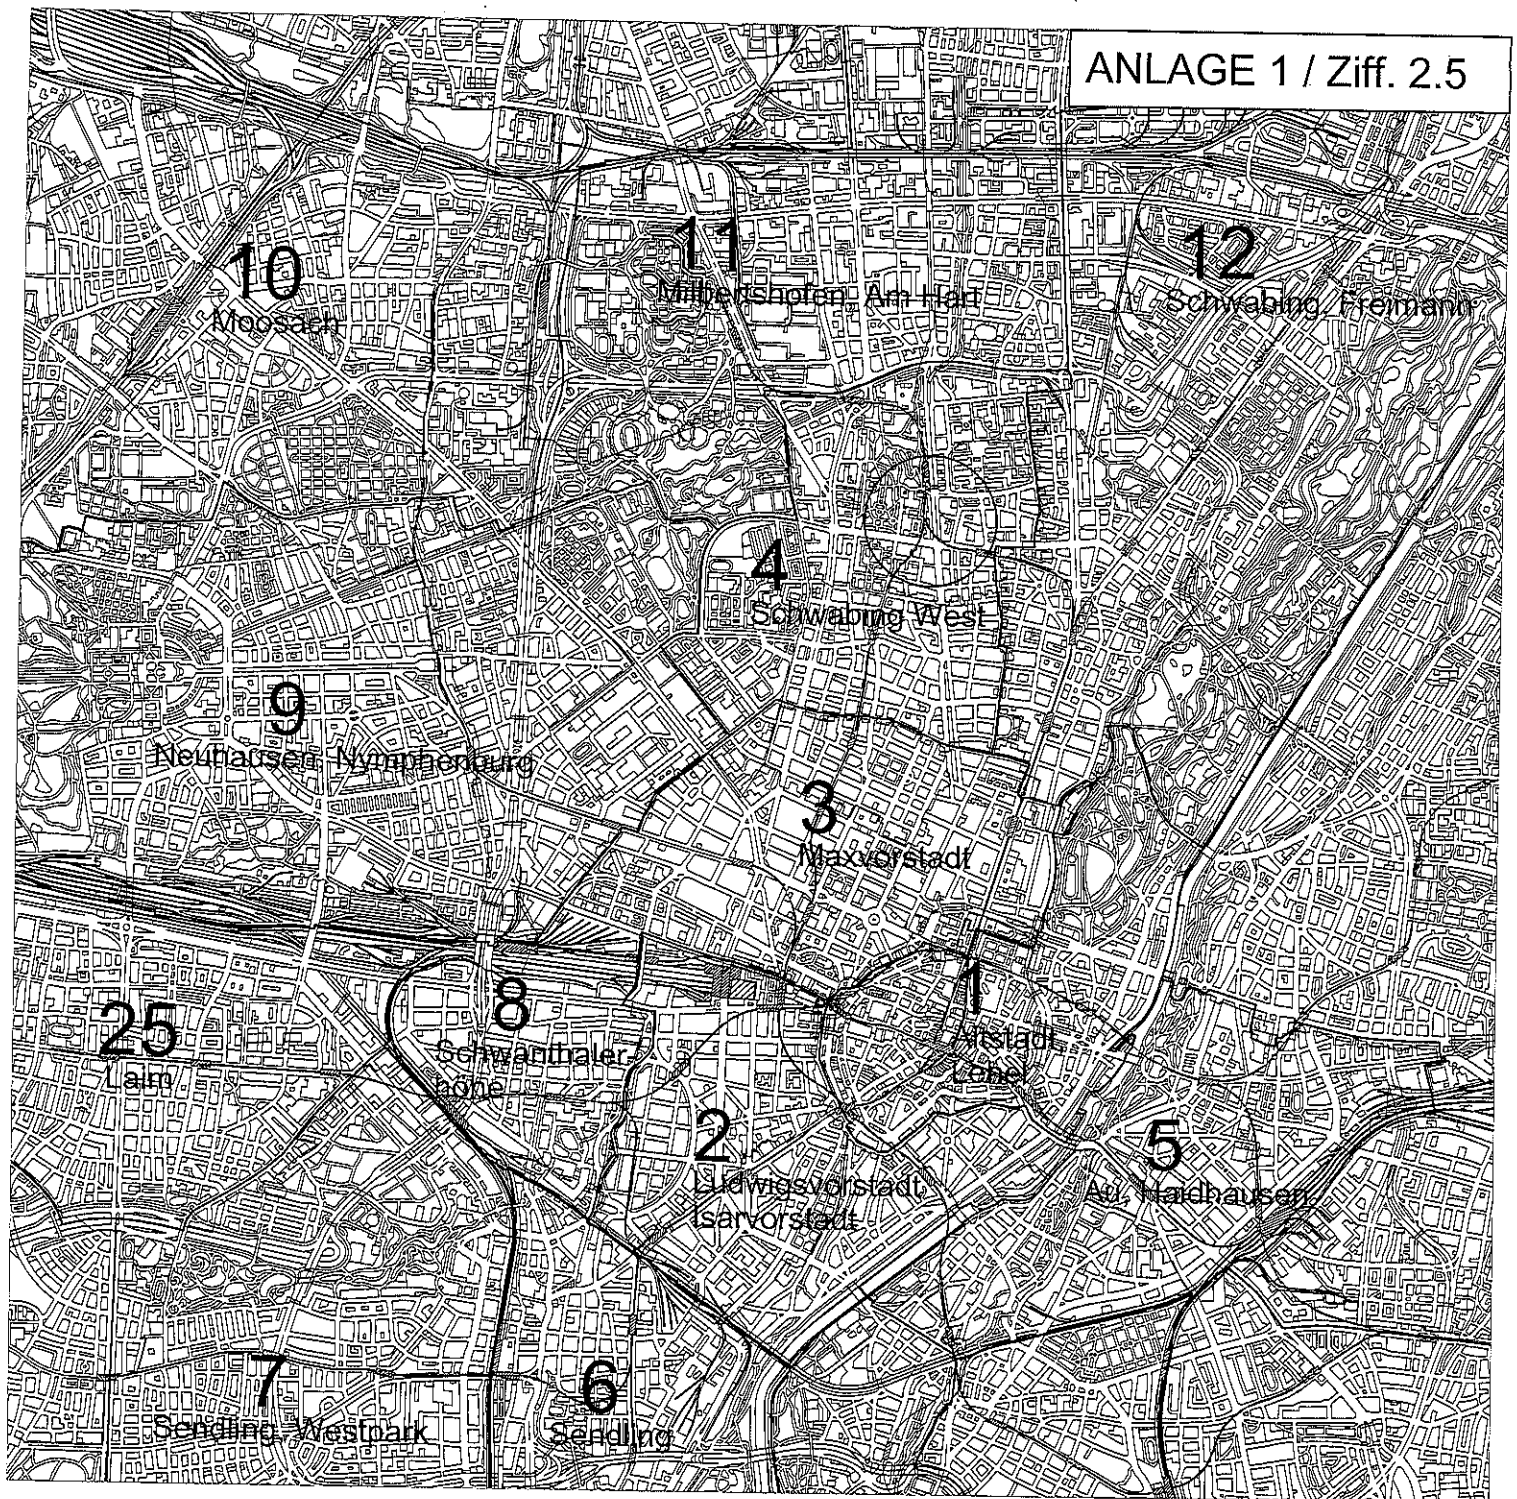 ANLAGE 1 / Ziff. 2.5
10
Moosach
11
Milbertshofen, Am Hart
12
Schwabing, Freimann
4
Schwabing West
9
Neuhausen, Nymphenburg
3
Maxvorstadt
1
Altstadt,
Lehel
8
Schwanthaler-
höhe
25
Laim
2
Ludwigsvorstadt,
Isarvorstadt
5
Au, Haidhausen
7
Sendling, Westpark
6
Sendling